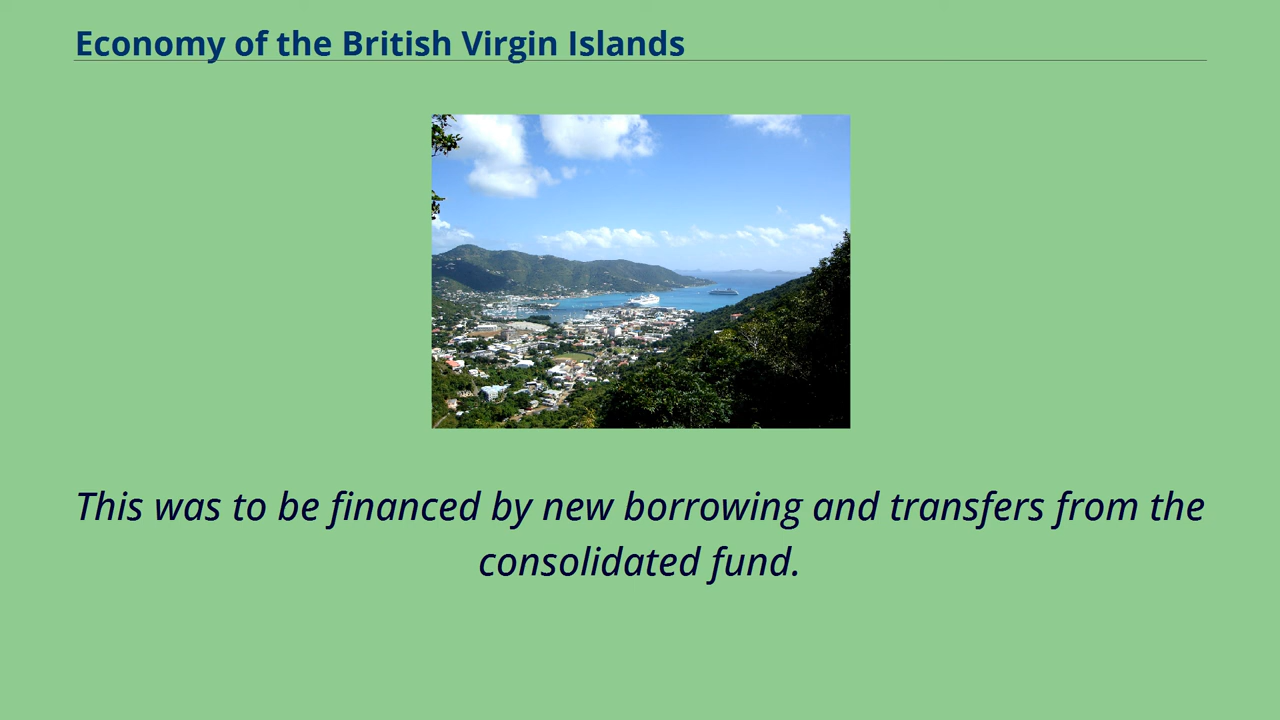 Economy of the British Virgin Islands
This was to be financed by new borrowing and transfers from the
consolidated fund.